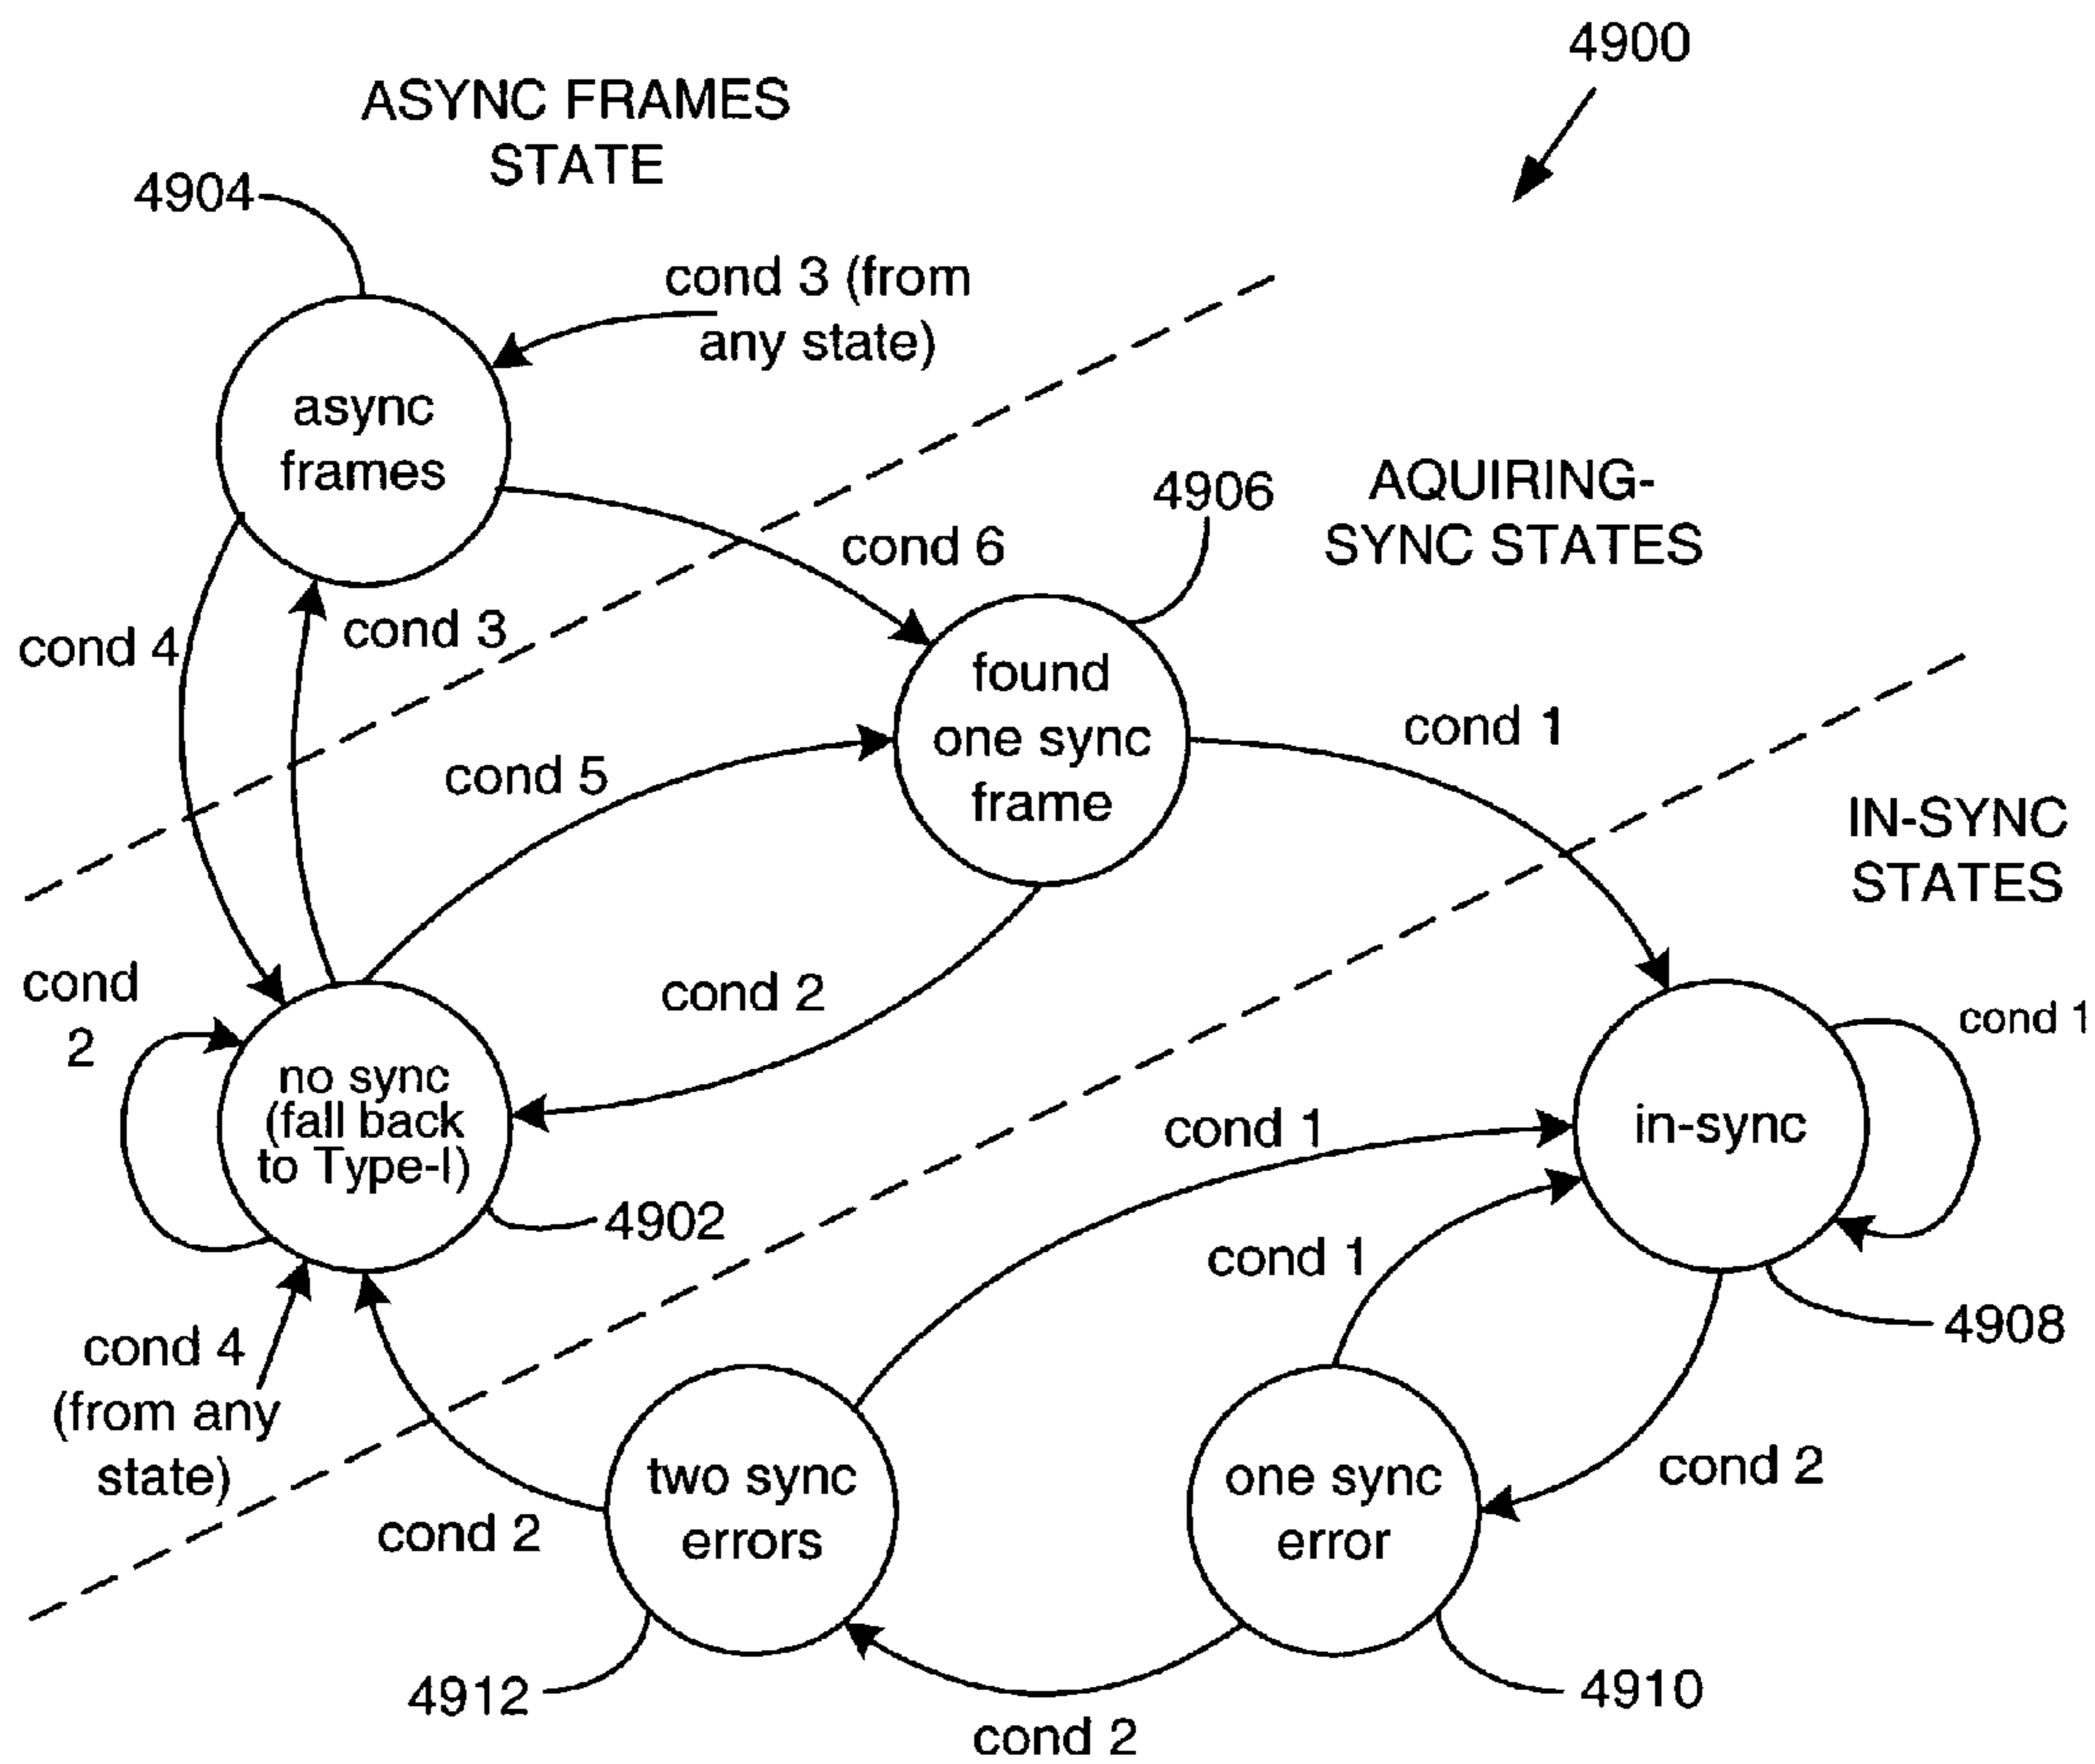 4900
ASYNC FRAMES
STATE
4904
cond 3 (from
any state)
async
frames
4906
AQUIRING-
SYNC STATES
cond 6
cond 4
cond 3
found
one sync
frame
cond 1
cond 5
IN-SYNC
STATES
cond
2
cond 2
cond 1
no sync
(fall back
to Type-I)
cond 1
in-sync
4902
cond 1
4908
cond 4
(from any
state)
cond 2
two sync
errors
one sync
error
cond 2
4912
4910
cond 2